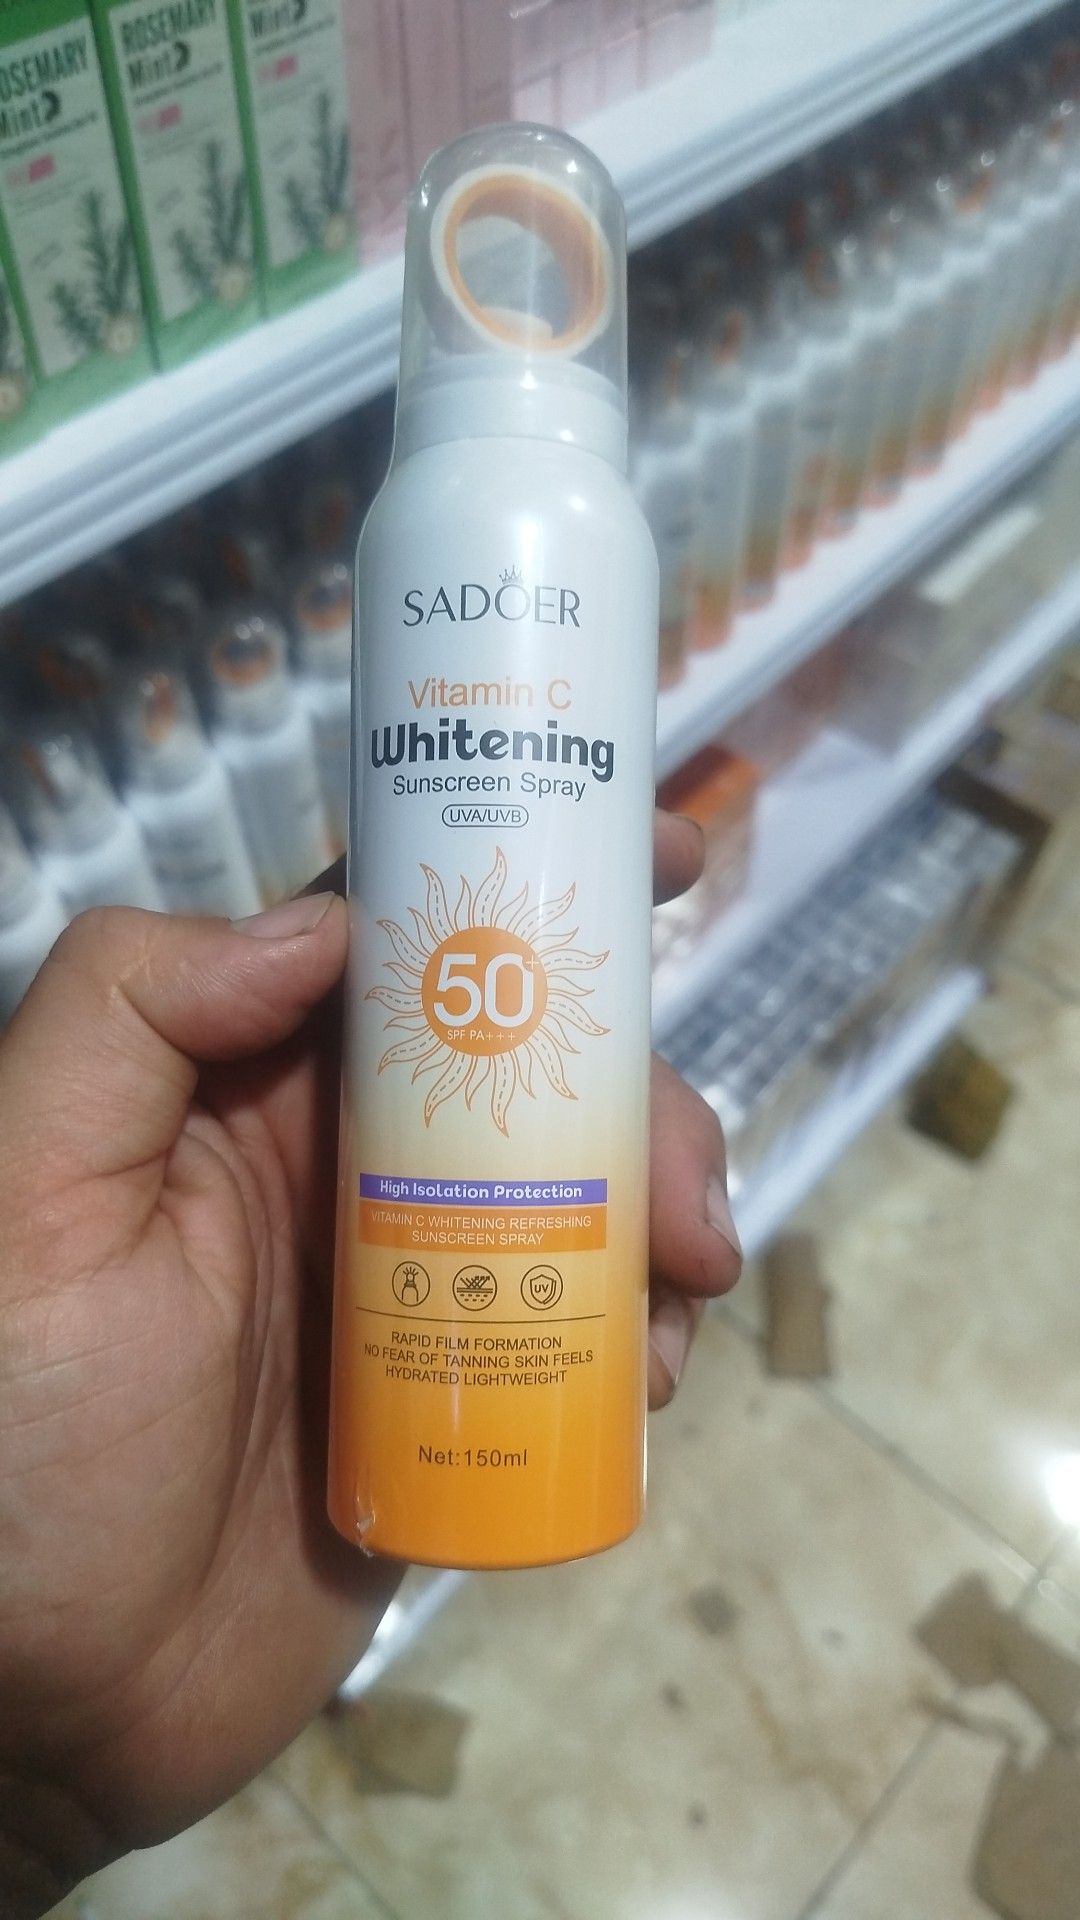 ROSEMARY
Mint
ROSEMARY
Mint
Mint
SADOER
Vitamin C
Whitening
Sunscreen Spray
UVA/UVB
50+
SPF PA+++
High Isolation Protection
VITAMIN C WHITENING REFRESHING
SUNSCREEN SPRAY
UV
RAPID FILM FORMATION
NO FEAR OF TANNING SKIN FEELS
HYDRATED LIGHTWEIGHT
Net:150ml